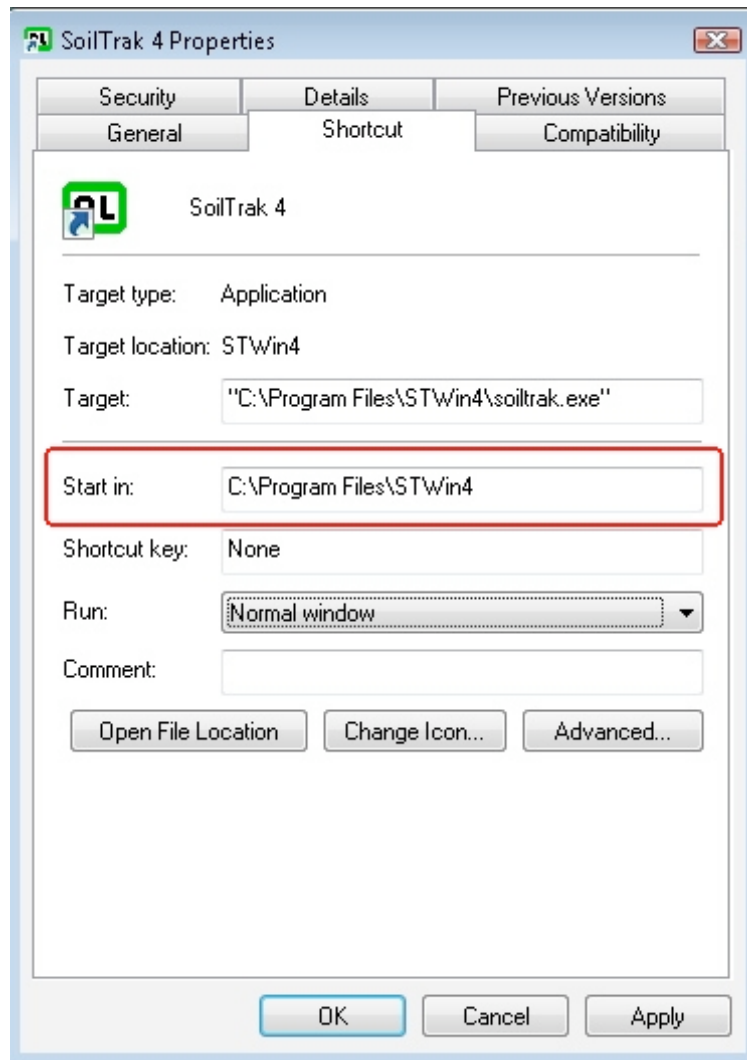 SoilTrak 4 Properties
Security Details Previous Versions
General Shortcut Compatibility
SoilTrak 4
Target type: Application
Target location: STWin4
Target: "C:\Program Files\STWin4\soiltrak.exe"
Start in: C:\Program Files\STWin4
Shortcut key: None
Run: Normal window
Comment:
Open File Location Change Icon... Advanced...
OK Cancel Apply